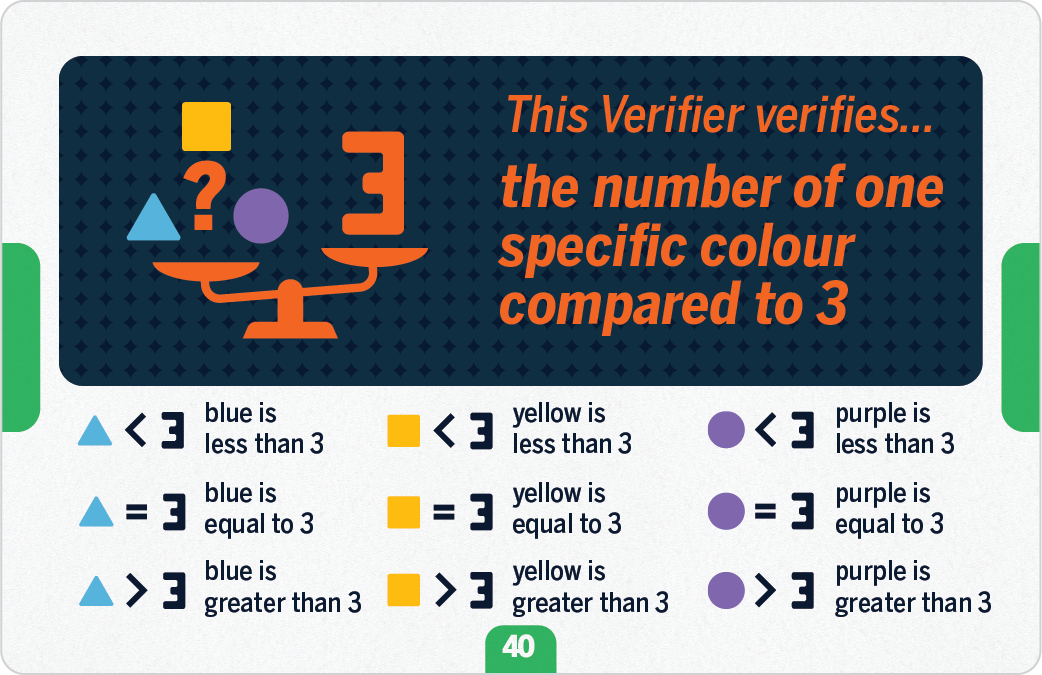 This Verifier verifies...
the number of one
specific colour
compared to 3
?
3
< 3 blue is
less than 3
< 3 yellow is
less than 3
< 3 purple is
less than 3
= 3 blue is
equal to 3
= 3 yellow is
equal to 3
= 3 purple is
equal to 3
> 3 blue is
greater than 3
> 3 yellow is
greater than 3
> 3 purple is
greater than 3
40